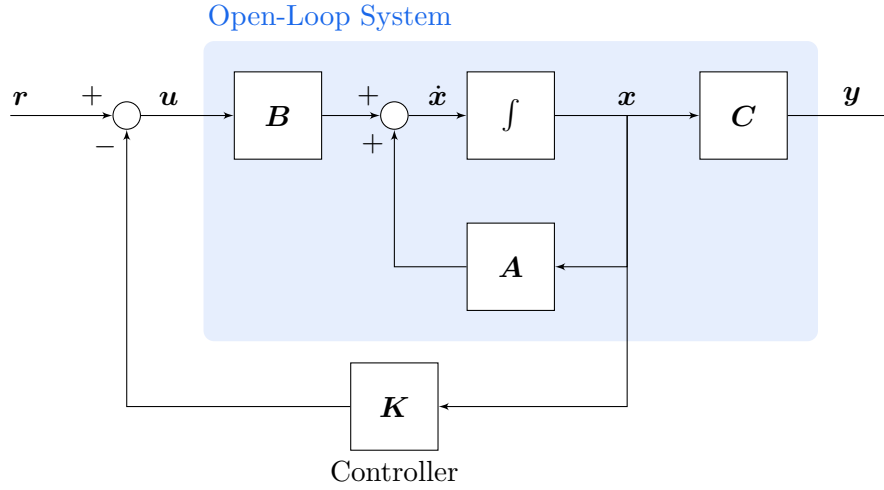 Open-Loop System
r + − u B + + ẋ ∫ x C y
A
K
Controller